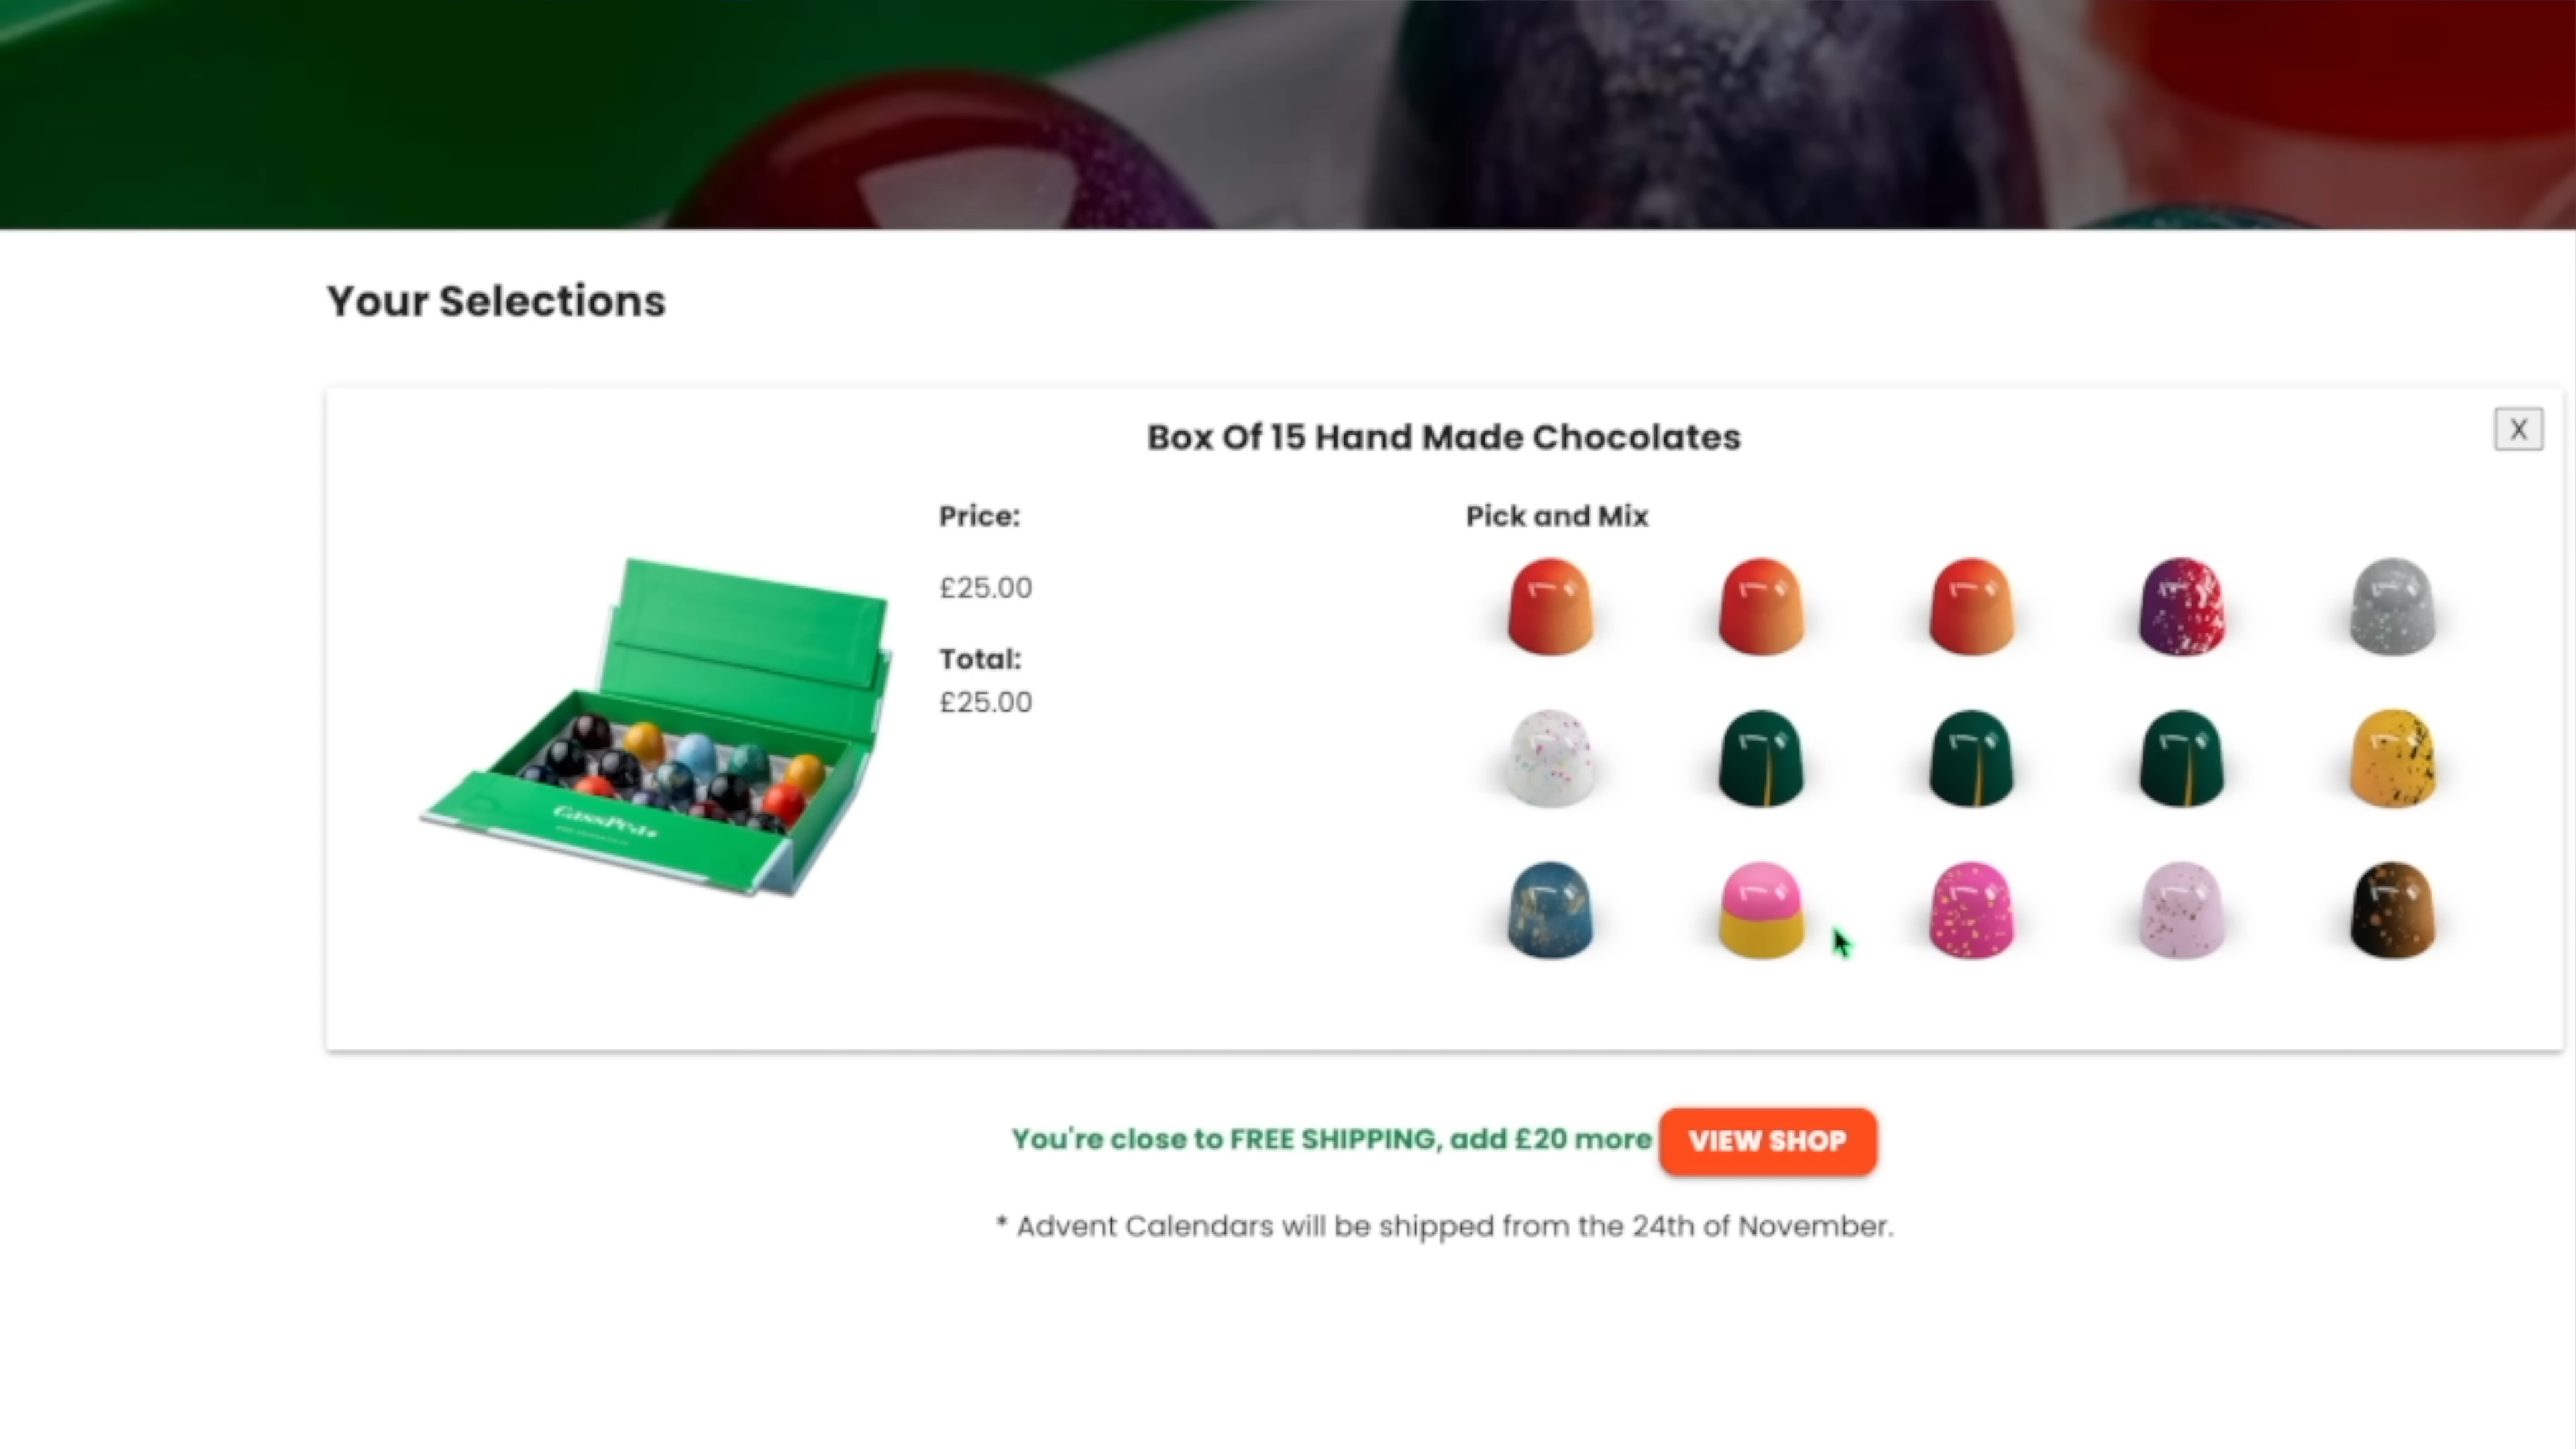 Your Selections
Box Of 15 Hand Made Chocolates
X
Price:
£25.00
Total:
£25.00
Pick and Mix
CassPea
You're close to FREE SHIPPING, add £20 more
VIEW SHOP
* Advent Calendars will be shipped from the 24th of November.